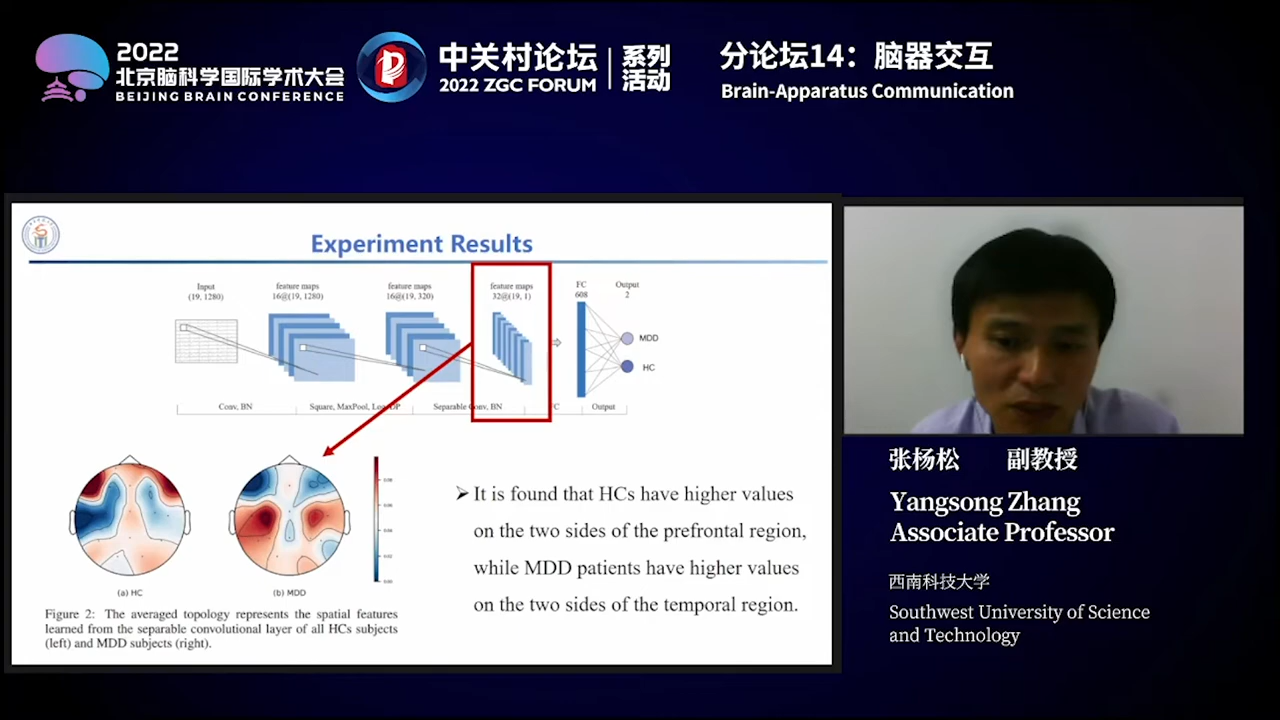 2022
北京脑科学国际学术大会
BEIJING BRAIN CONFERENCE
中关村论坛
2022 ZGC FORUM
系列
活动
分论坛14：脑器交互
Brain-Apparatus Communication
Experiment Results
Input
(19, 1280)
feature maps
16@(19, 1280)
feature maps
16@(19, 320)
feature maps
32@(19, 1)
FC
608
Output
2
MDD
HC
Conv, BN
Square, MaxPool,
Separable Conv, BN
Output
(a) HC
(b) MDD
Figure 2: The averaged topology represents the spatial features
learned from the separable convolutional layer of all HCs subjects
(left) and MDD subjects (right).
➢ It is found that HCs have higher values
on the two sides of the prefrontal region,
while MDD patients have higher values
on the two sides of the temporal region.
张杨松 副教授
Yangsong Zhang
Associate Professor
西南科技大学
Southwest University of Science
and Technology